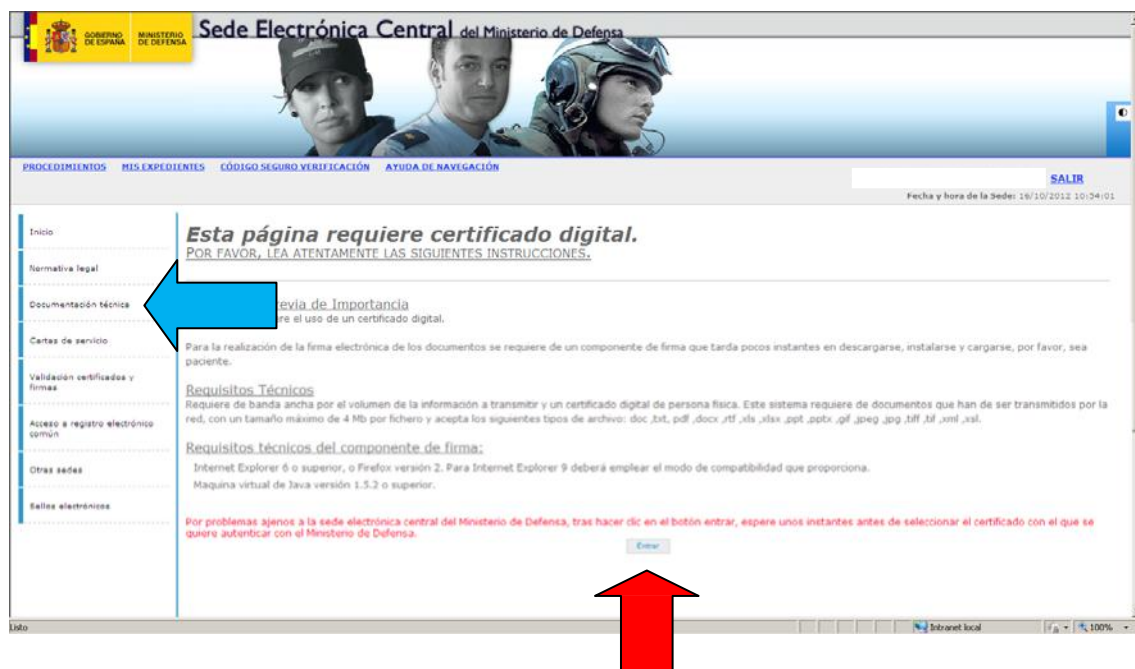 GOBIERNO DE ESPAÑA
MINISTERIO DE DEFENSA
Sede Electrónica Central del Ministerio de Defensa
PROCEDIMIENTOS MIS EXPEDIENTES CÓDIGO SEGURO VERIFICACIÓN AYUDA DE NAVEGACIÓN
SALIR
Fecha y hora de la Sede: 16/10/2012 10:34:01
Inicio
Normativa legal
Documentación técnica
Cartas de servicio
Validación certificados y
firmas
Acceso a registro electrónico
común
Otras sedes
Sellos electrónicos
Esta página requiere certificado digital.
POR FAVOR, LEA ATENTAMENTE LAS SIGUIENTES INSTRUCCIONES.
revia de Importancia
re el uso de un certificado digital.
Para la realización de la firma electrónica de los documentos se requiere de un componente de firma que tarda pocos instantes en descargarse, instalarse y cargarse, por favor, sea
paciente.
Requisitos Técnicos
Requiere de banda ancha por el volumen de la información a transmitir y un certificado digital de persona física. Este sistema requiere de documentos que han de ser transmitidos por la
red, con un tamaño máximo de 4 Mb por fichero y acepta los siguientes tipos de archivo: doc ,txt, pdf ,docx ,rtf ,xls ,xlsx ,ppt ,pptx ,gif ,jpeg ,jpg ,tiff ,tif ,xml ,xsl.
Requisitos técnicos del componente de firma:
Internet Explorer 6 o superior, o Firefox versión 2. Para Internet Explorer 9 deberá emplear el modo de compatibilidad que proporciona.
Maquina virtual de Java versión 1.5.2 o superior.
Por problemas ajenos a la sede electrónica central del Ministerio de Defensa, tras hacer clic en el botón entrar, espere unos instantes antes de seleccionar el certificado con el que se
quiere autenticar con el Ministerio de Defensa.
Entrar
Listo
Intranet local
100%